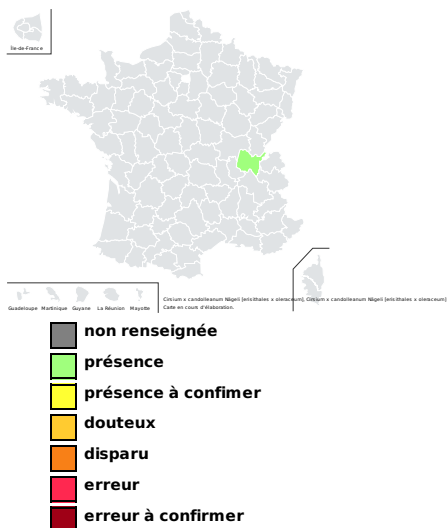 Île-de-France
Guadeloupe Martinique Guyane La Réunion Mayotte
Cirsium x candolleanum Nägeli [erisithales x oleraceum], Cirsium x candolleanum Nägeli [erisithales x oleraceum]
Carte en cours d'élaboration.
non renseignée
présence
présence à confimer
douteux
disparu
erreur
erreur à confirmer